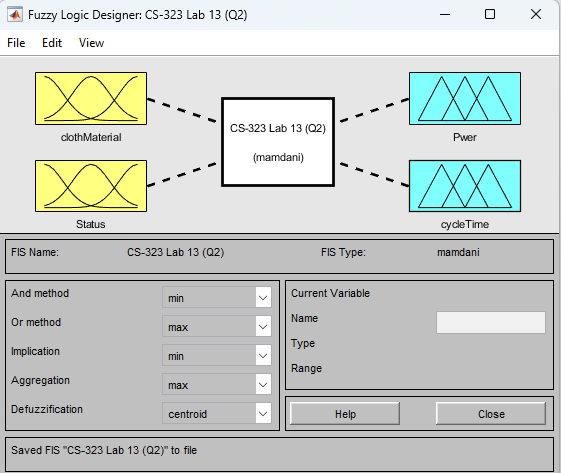 Fuzzy Logic Designer: CS-323 Lab 13 (Q2)
File Edit View
clothMaterial
Status
CS-323 Lab 13 (Q2)
(mamdani)
Pwer
cycleTime
FIS Name: CS-323 Lab 13 (Q2) FIS Type: mamdani
And method min
Or method max
Implication min
Aggregation max
Defuzzification centroid
Current Variable
Name
Type
Range
Help Close
Saved FIS "CS-323 Lab 13 (Q2)" to file